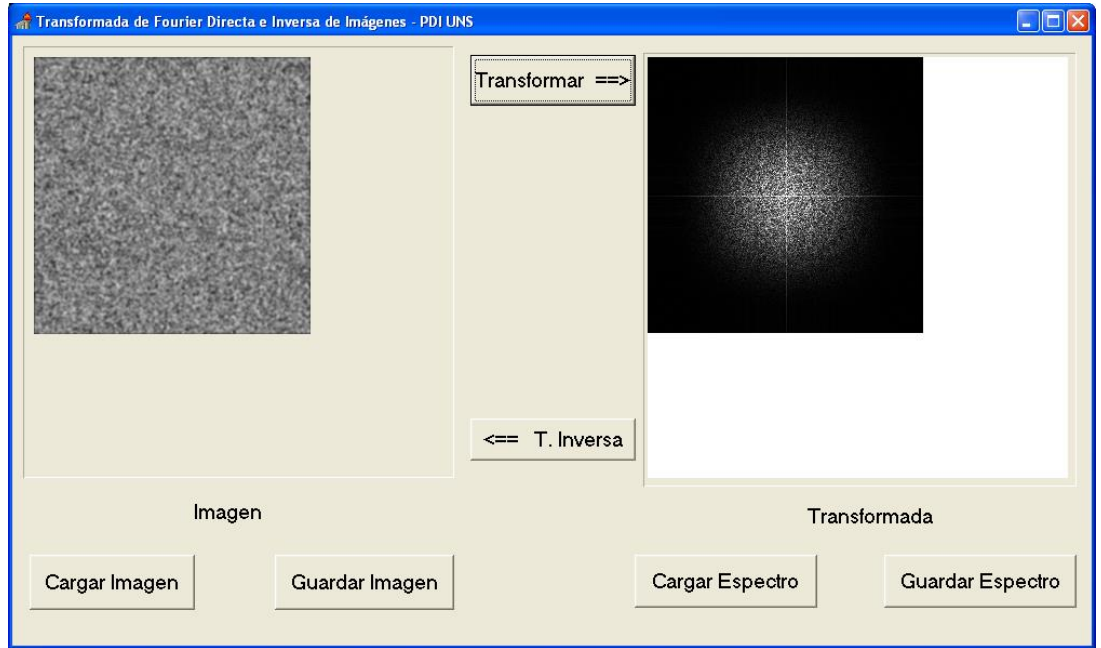 Transformada de Fourier Directa e Inversa de Imágenes - PDI UNS
Transformar ==>
<== T. Inversa
Imagen
Transformada
Cargar Imagen
Guardar Imagen
Cargar Espectro
Guardar Espectro